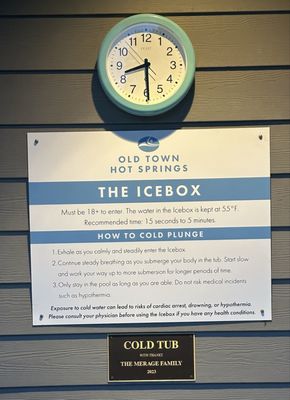 12
1
2
3
4
5
6
7
8
9
10
11
OLD TOWN
HOT SPRINGS
THE ICEBOX
Must be 18+ to enter. The water in the Icebox is kept at 55°F.
Recommended time: 15 seconds to 5 minutes.
HOW TO COLD PLUNGE
1. Exhale as you calmly and steadily enter the Icebox.
2. Continue steady breathing as you submerge your body in the tub. Start slow
and work your way up to more submersion for longer periods of time.
3. Only stay in the pool as long as you are able. Do not risk medical incidents
such as hypothermia.
Exposure to cold water can lead to risks of cardiac arrest, drowning, or hypothermia.
Please consult your physician before using the Icebox if you have any health conditions.
COLD TUB
WITH THANKS
THE MERAGE FAMILY
2023